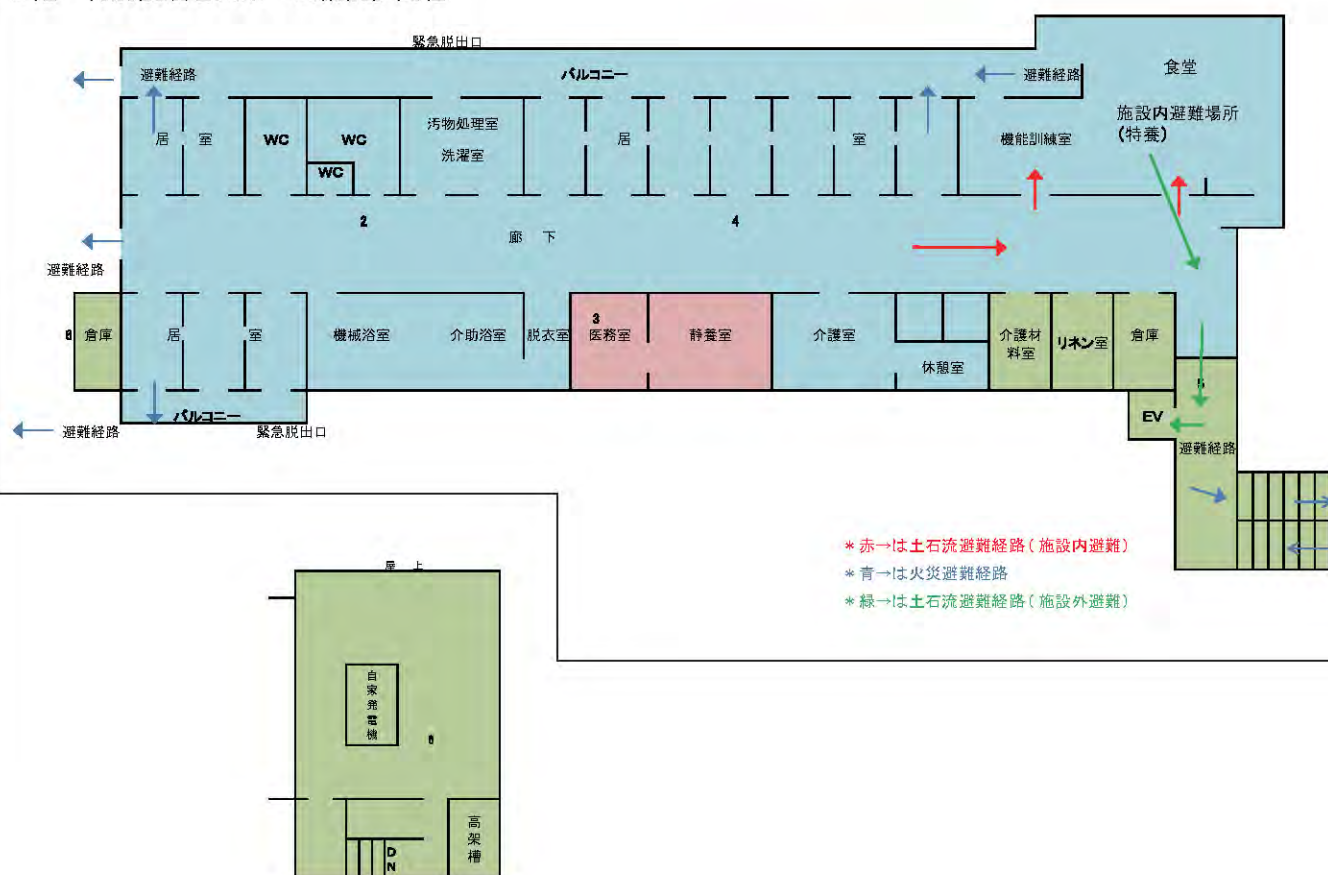 緊急脱出口
避難経路
バルコニー
避難経路
食堂
施設内避難場所
(特養)
居 室
WC
WC
WC
汚物処理室
洗濯室
居 室
機能訓練室
2
4
廊 下
避難経路
倉庫
居 室
機械浴室
介助浴室
脱衣室
3
医務室
静養室
介護室
休憩室
介護材
料室
リネン室
倉庫
5
EV
避難経路
バルコニー
避難経路
緊急脱出口
*赤→は土石流避難経路(施設内避難)
*青→は火災避難経路
*緑→は土石流避難経路(施設外避難)
屋 上
自家発電機
高架槽
DN